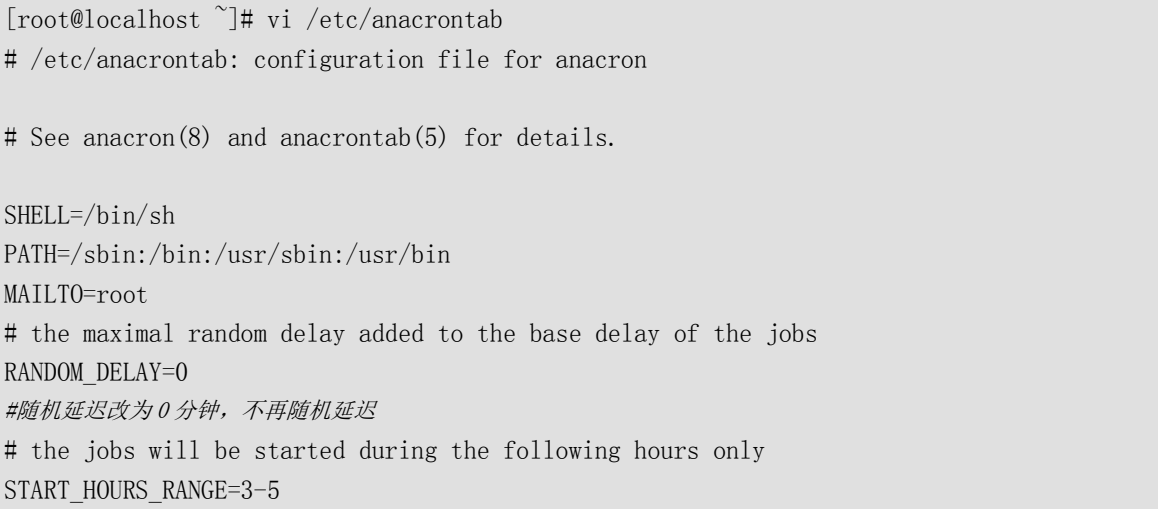 [root@localhost ~]# vi /etc/anacrontab
# /etc/anacrontab: configuration file for anacron
# See anacron(8) and anacrontab(5) for details.
SHELL=/bin/sh
PATH=/sbin:/bin:/usr/sbin:/usr/bin
MAILTO=root
# the maximal random delay added to the base delay of the jobs
RANDOM_DELAY=0
#随机延迟改为 0 分钟，不再随机延迟
# the jobs will be started during the following hours only
START_HOURS_RANGE=3-5